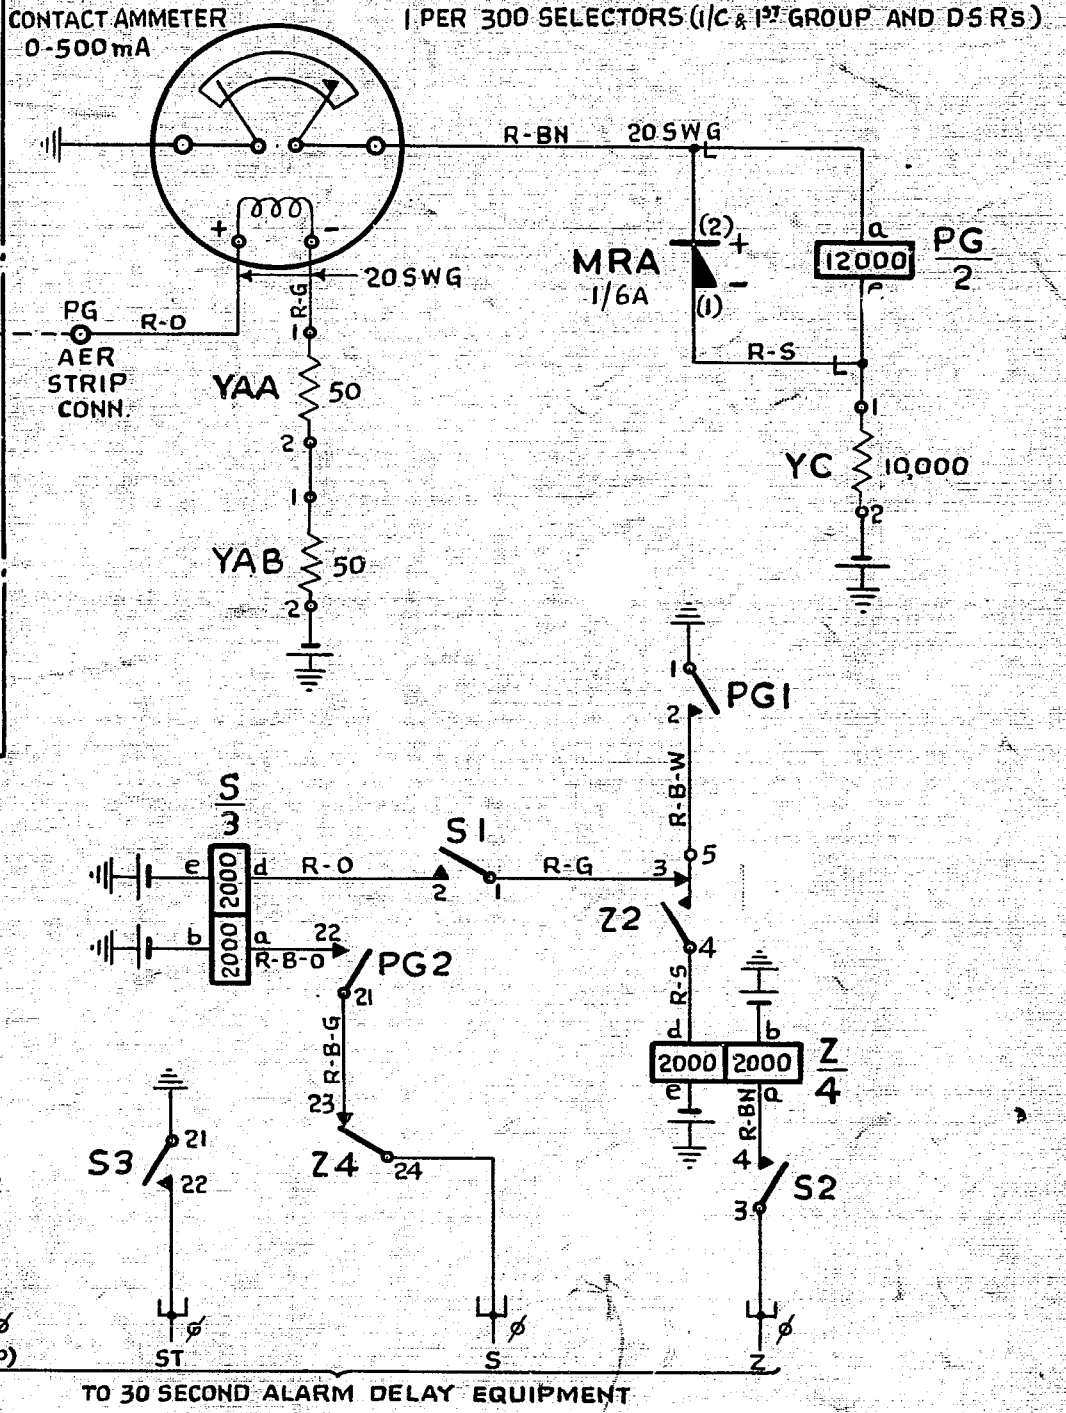 CONTACT AMMETER
0-500mA
1 PER 300 SELECTORS (I/C & 1ST GROUP AND DSRs)
R-BN
20 SWG
(2)
+
MRA
1/6A
-
(1)
a
12000
e
PG
2
+
-
20 SWG
R-G
PG
R-O
AER
STRIP
CONN.
1
YAA
50
2
1
YAB
50
2
R-S
1
YC
10,000
2
1
PG1
2
R-B-W
S
3
S1
e
2000
d
R-O
2
1
R-G
3
5
Z2
4
b
2000
a
R-B-O
22
PG2
21
R-S
R-B-G
d
b
2000
2000
Z
4
e
a
R-BN
23
Z4
24
21
S3
22
4
S2
3
ø
ø
ø
ø
P)
ST
S
Z
TO 30 SECOND ALARM DELAY EQUIPMENT